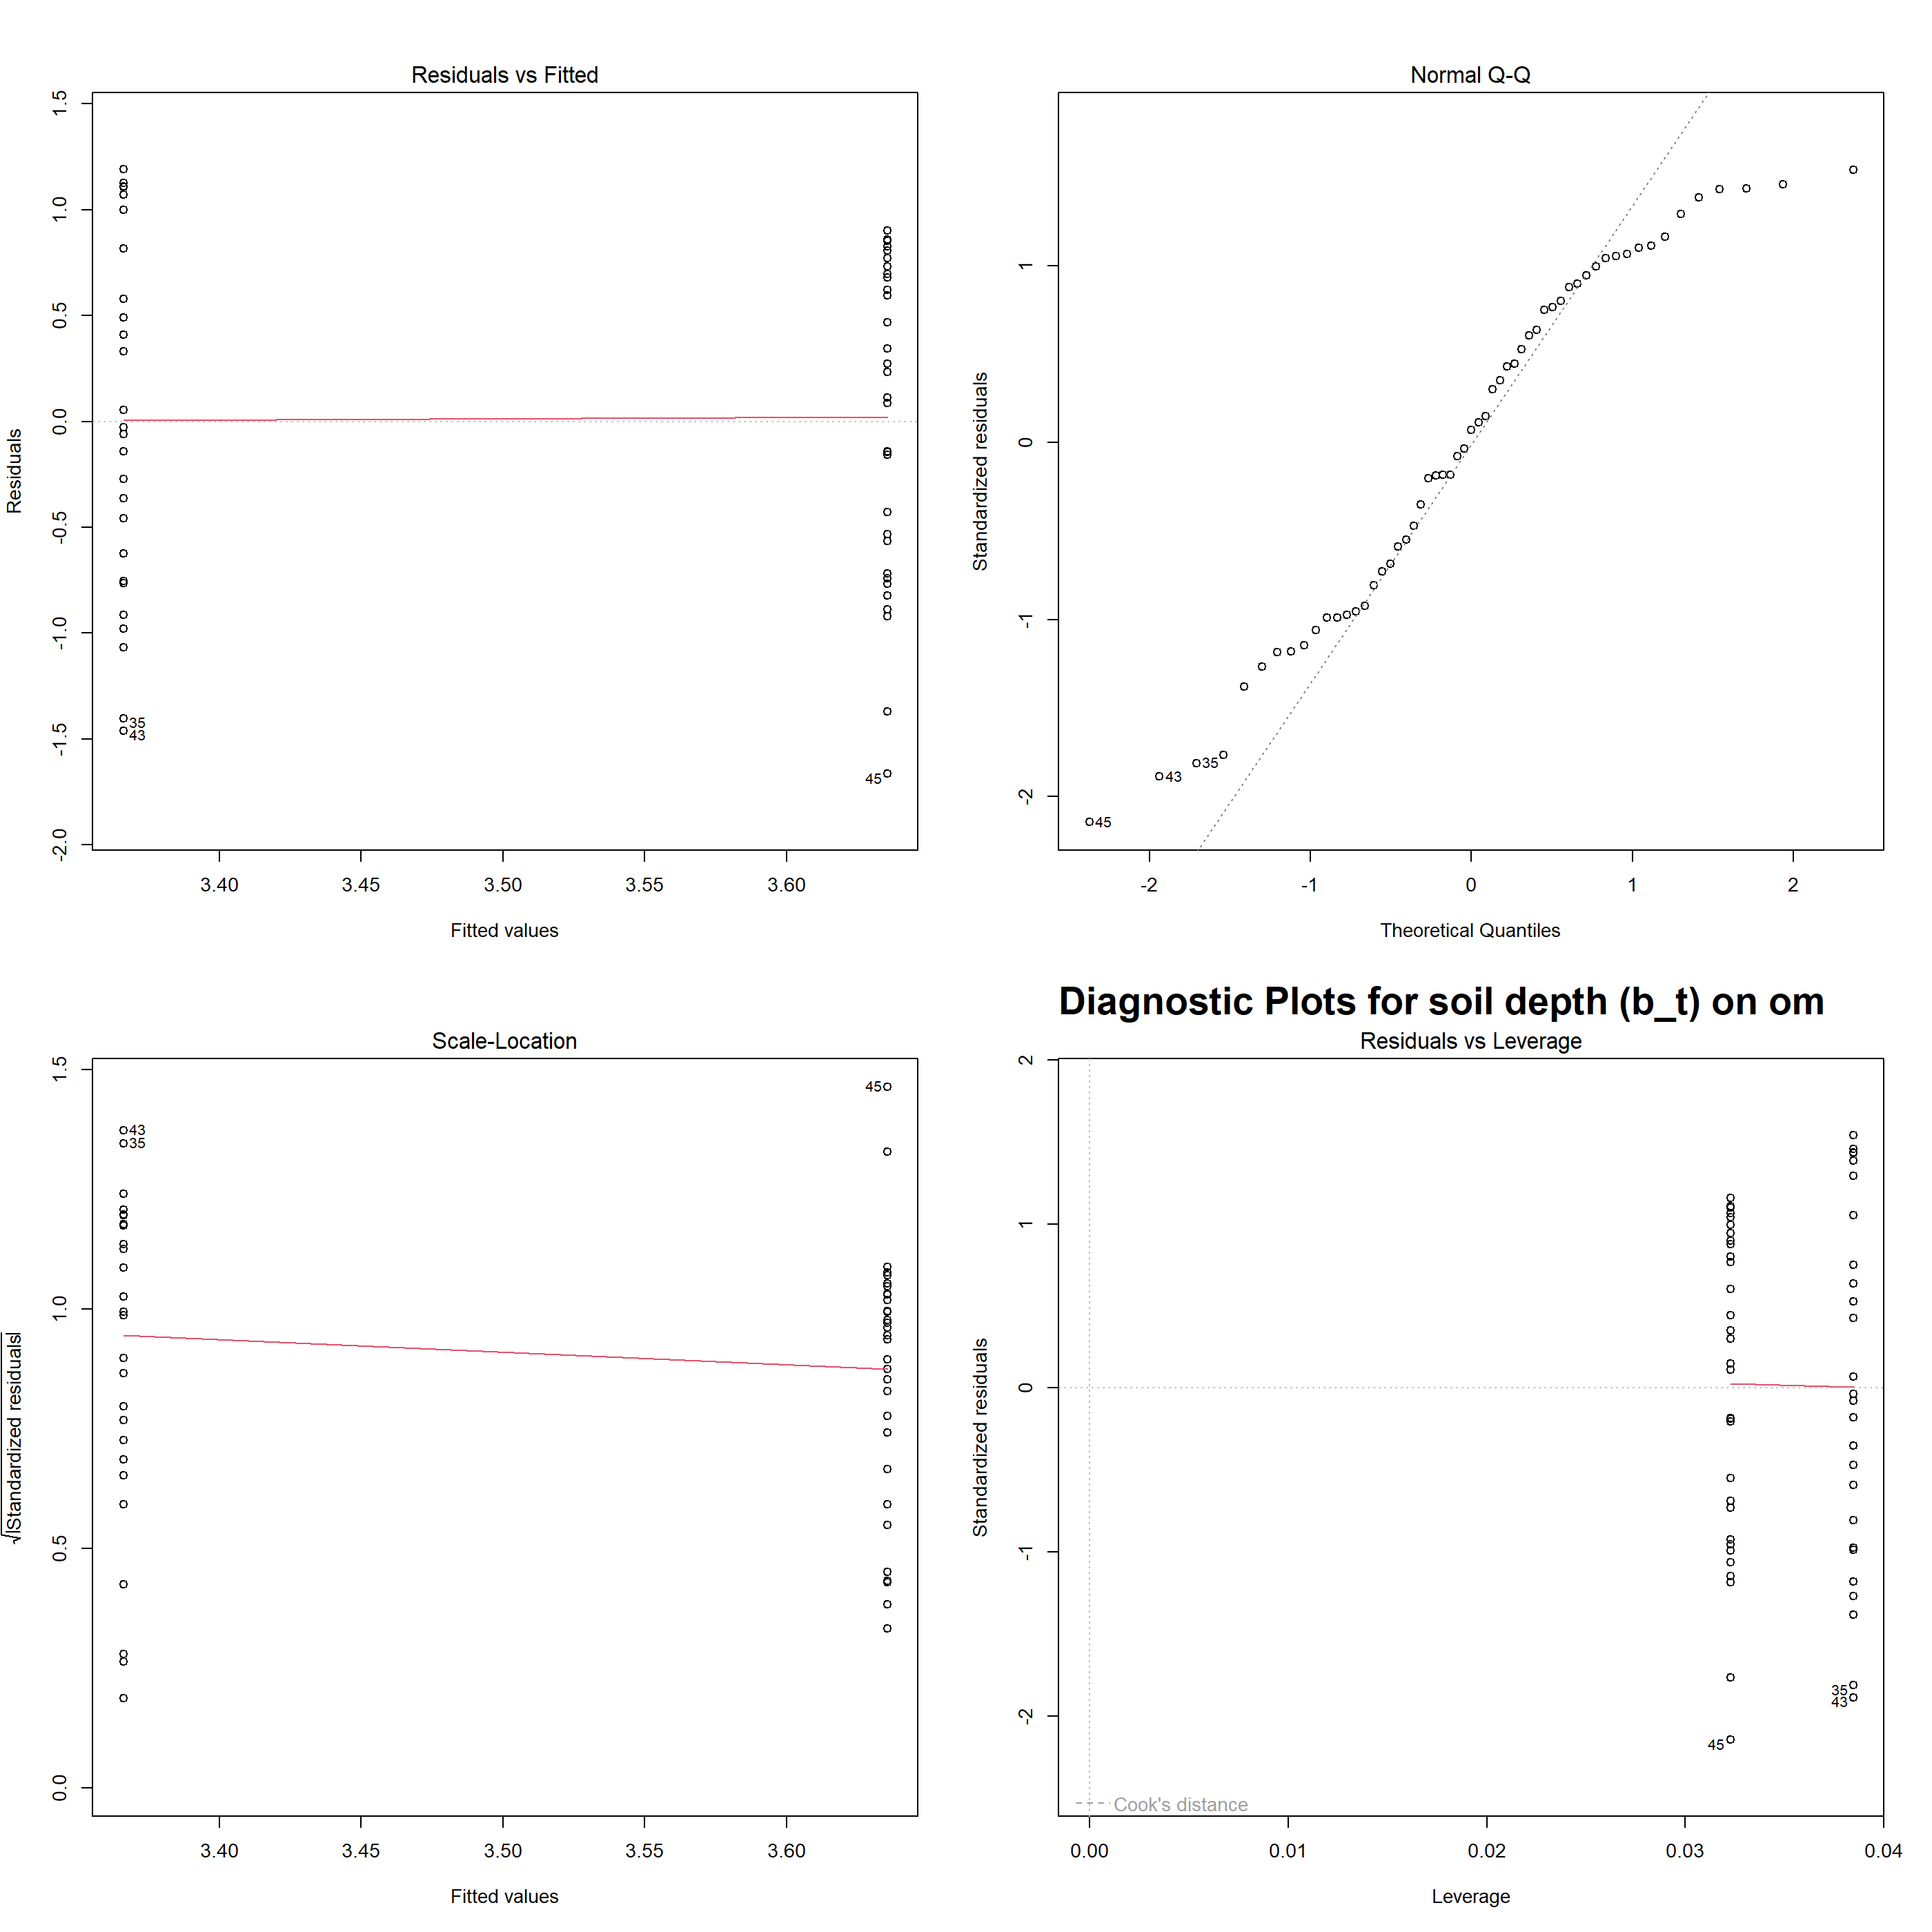 Residuals vs Fitted
1.5
1.0
0.5
0.0
-0.5
-1.0
-1.5
-2.0
Residuals
35
43
45
3.40 3.45 3.50 3.55 3.60
Fitted values
Normal Q-Q
1
0
-1
-2
Standardized residuals
43
35
45
-2 -1 0 1 2
Theoretical Quantiles
Scale-Location
1.5
1.0
0.5
0.0
√|Standardized residuals|
43
35
45
3.40 3.45 3.50 3.55 3.60
Fitted values
Diagnostic Plots for soil depth (b_t) on om
Residuals vs Leverage
2
1
0
-1
-2
Standardized residuals
35
43
45
Cook's distance
0.00 0.01 0.02 0.03 0.04
Leverage